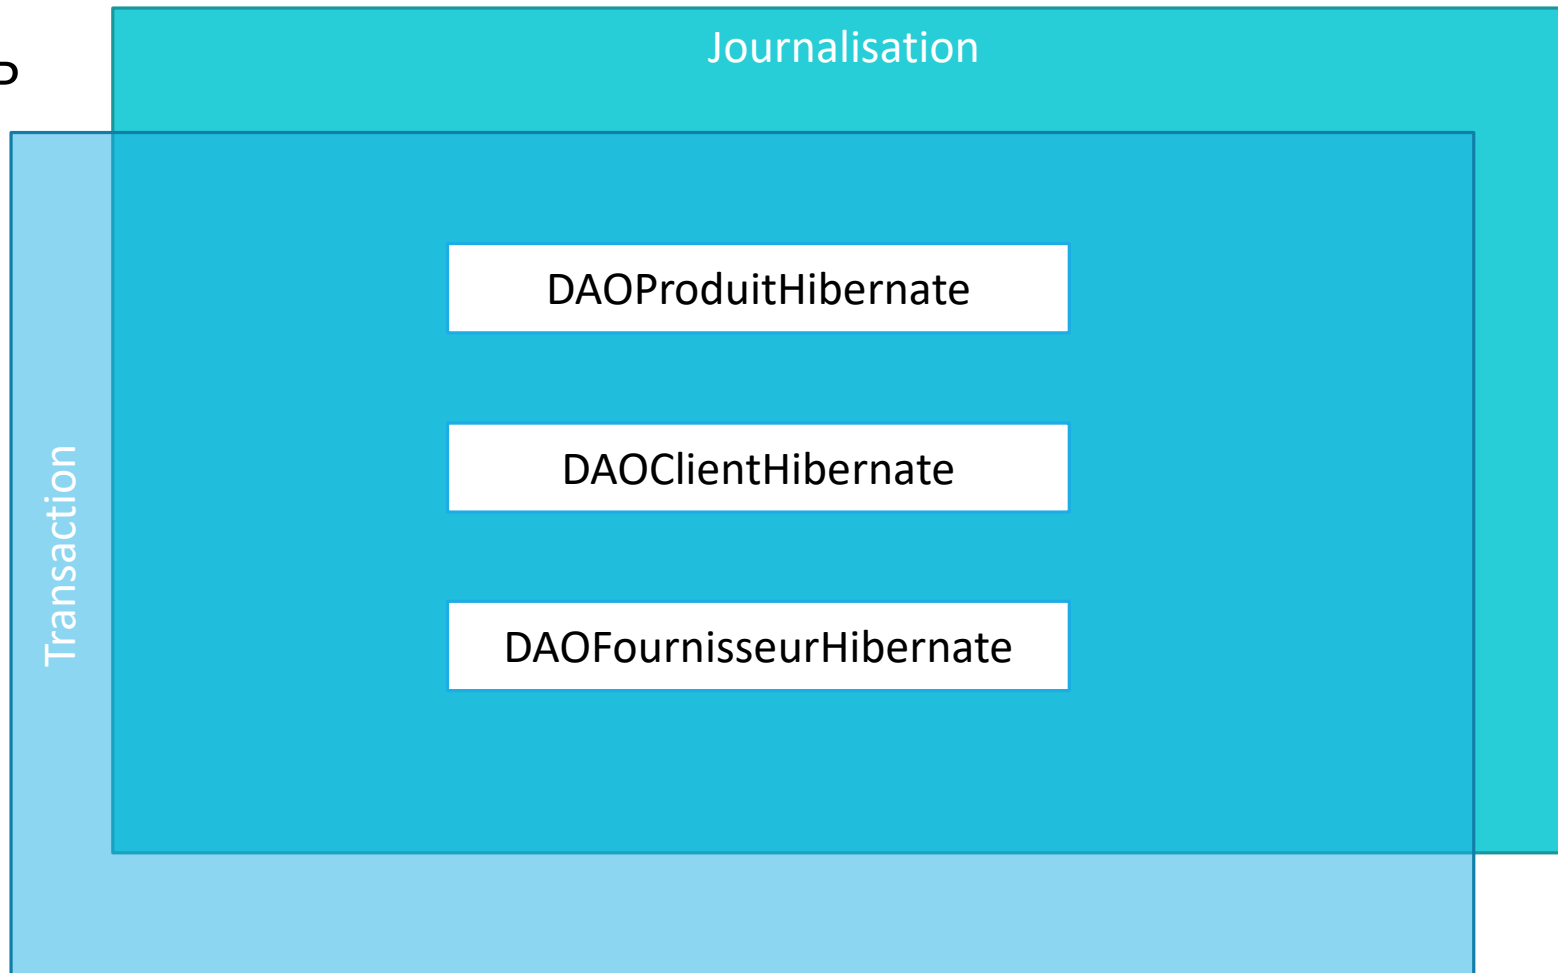 P
Journalisation
DAOProduitHibernate
DAOClientHibernate
Transaction
DAOFournisseurHibernate